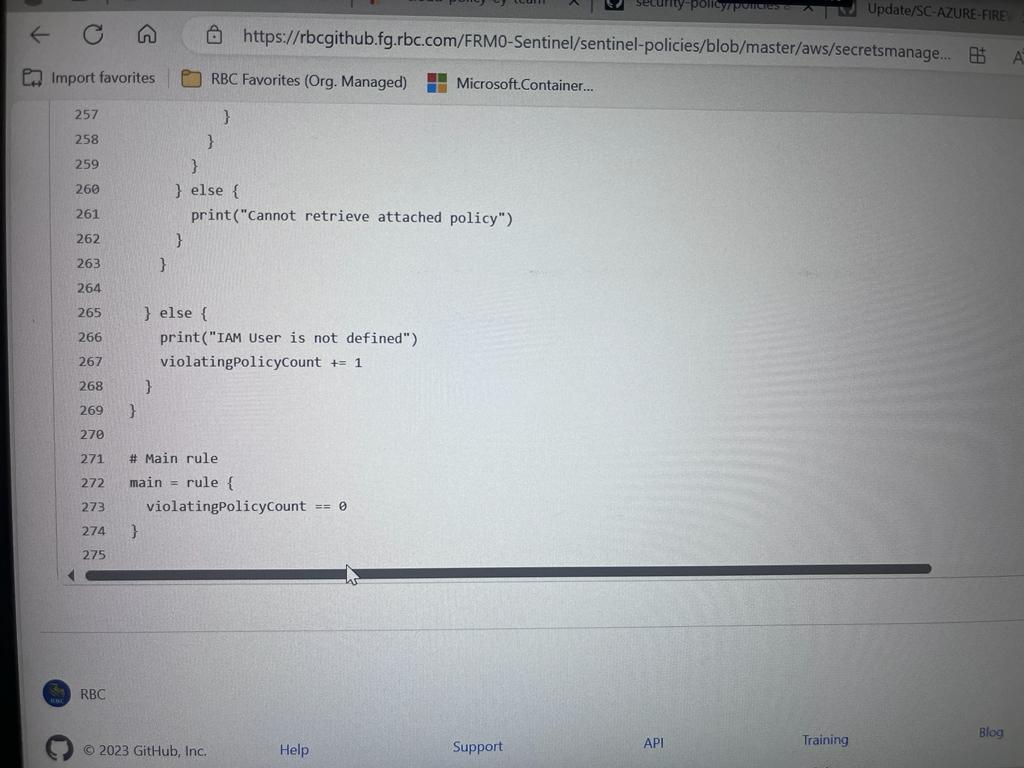 security-policy/policies
Update/SC-AZURE-FIRE
https://rbcgithub.fg.rbc.com/FRM0-Sentinel/sentinel-policies/blob/master/aws/secretsmanage...
Import favorites RBC Favorites (Org. Managed) Microsoft.Container...
257 }
258 }
259 }
260 } else {
261 print("Cannot retrieve attached policy")
262 }
263 }
264
265 } else {
266 print("IAM User is not defined")
267 violatingPolicyCount += 1
268 }
269 }
270
271 # Main rule
272 main = rule {
273 violatingPolicyCount == 0
274 }
275
RBC
© 2023 GitHub, Inc. Help Support API Training Blog